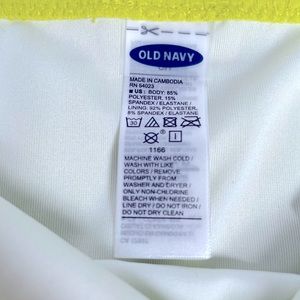 OLD NAVY
MADE IN CAMBODIA
RN 54023
■ US: BODY: 85%
POLYESTER, 15%
SPANDEX / ELASTANE /
LINING: 92% POLYESTER,
8% SPANDEX / ELASTANE
30
1166
MACHINE WASH COLD /
WASH WITH LIKE
COLORS / REMOVE
PROMPTLY FROM
WASHER AND DRYER /
ONLY NON-CHLORINE
BLEACH WHEN NEEDED /
LINE DRY / DO NOT IRON /
DO NOT DRY CLEAN